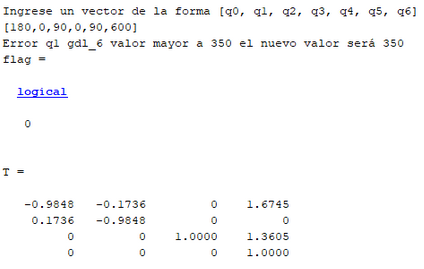 Ingrese un vector de la forma [q0, q1, q2, q3, q4, q5, q6]
[180,0,90,0,90,600]
Error q1 gdl_6 valor mayor a 350 el nuevo valor será 350
flag =
logical
0
T =
-0.9848 -0.1736 0 1.6745
0.1736 -0.9848 0 0
0 0 1.0000 1.3605
0 0 0 1.0000